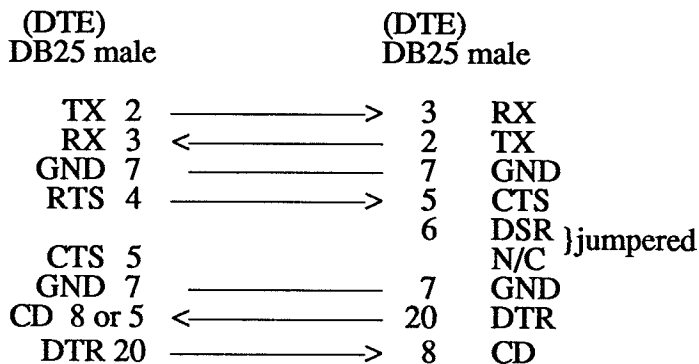 (DTE) (DTE)
DB25 male DB25 male
TX 2 ————> 3 RX
RX 3 <———— 2 TX
GND 7 ———— 7 GND
RTS 4 ————> 5 CTS
6 DSR }jumpered
CTS 5 N/C
GND 7 ———— 7 GND
CD 8 or 5 <———— 20 DTR
DTR 20 ————> 8 CD